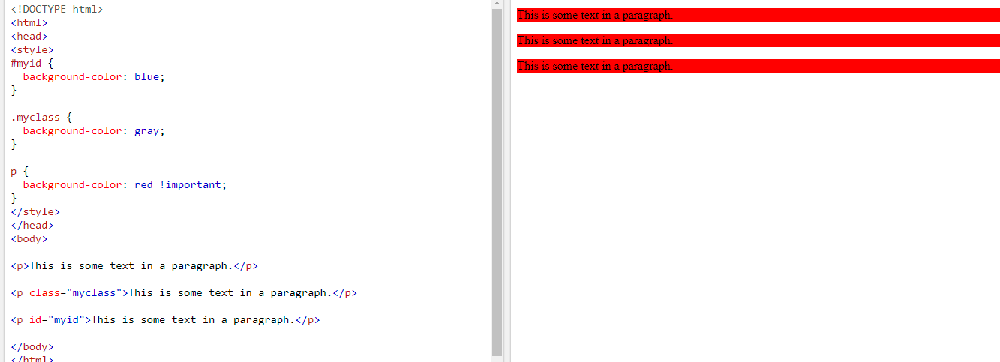 <!DOCTYPE html>
<html>
<head>
<style>
#myid {
  background-color: blue;
}

.myclass {
  background-color: gray;
}

p {
  background-color: red !important;
}
</style>
</head>
<body>

<p>This is some text in a paragraph.</p>

<p class="myclass">This is some text in a paragraph.</p>

<p id="myid">This is some text in a paragraph.</p>

</body>
</html>
This is some text in a paragraph.
This is some text in a paragraph.
This is some text in a paragraph.